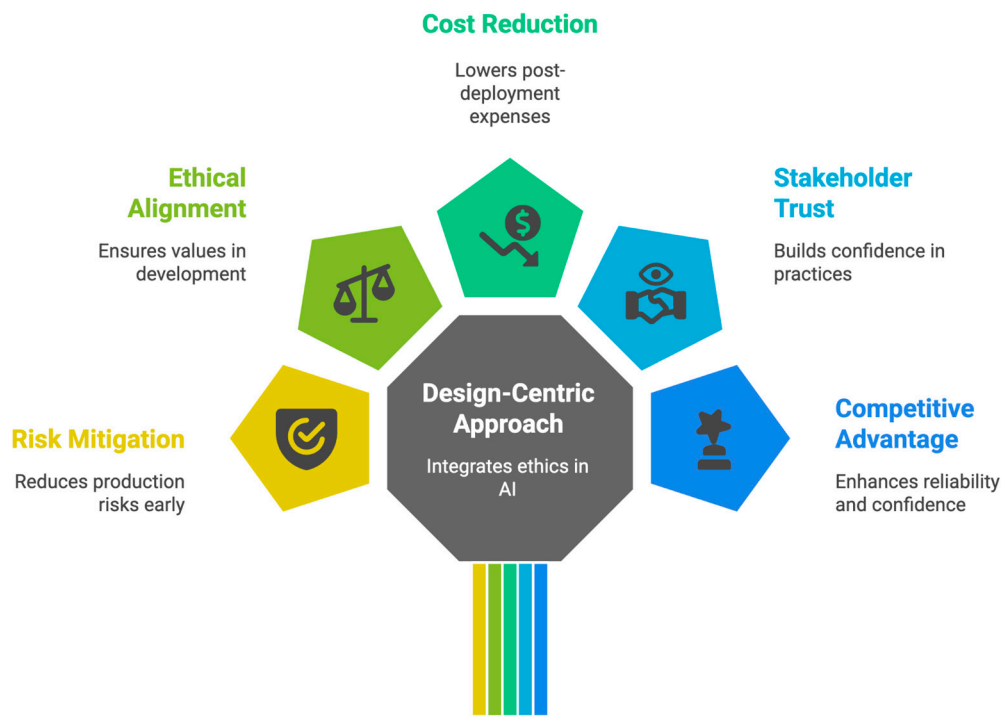 Cost Reduction
Lowers post-
deployment
expenses
Ethical
Alignment
Ensures values in
development
Stakeholder
Trust
Builds confidence in
practices
Risk Mitigation
Reduces production
risks early
Design-Centric
Approach
Integrates ethics in
AI
Competitive
Advantage
Enhances reliability
and confidence
$